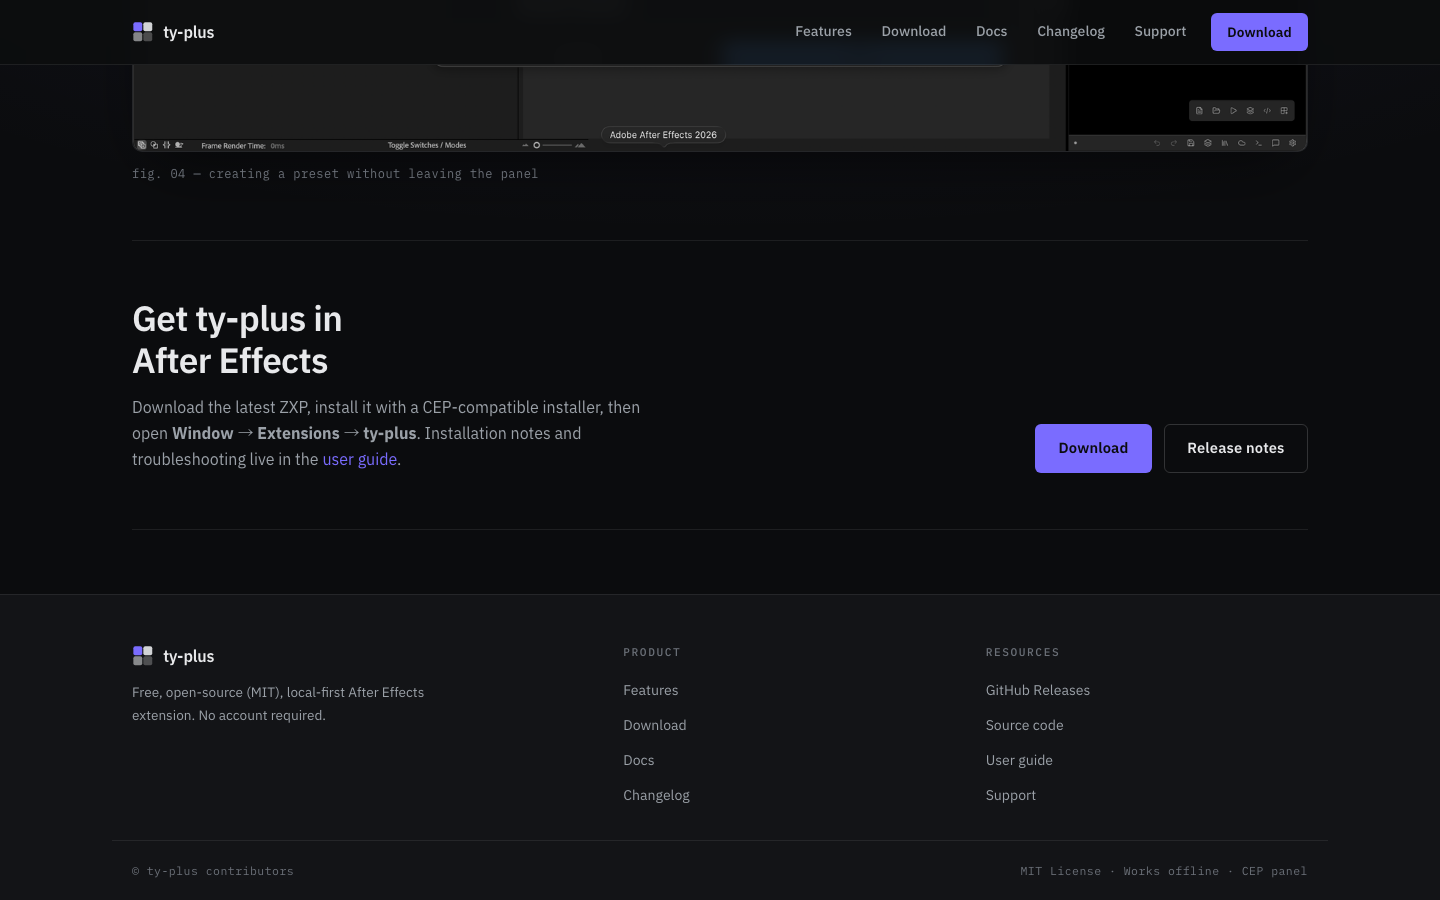 ty-plus
Features Download Docs Changelog Support Download
Adobe After Effects 2026
Frame Render Time: 0ms Toggle Switches / Modes
fig. 04 — creating a preset without leaving the panel
Get ty-plus in
After Effects
Download the latest ZXP, install it with a CEP-compatible installer, then
open Window → Extensions → ty-plus. Installation notes and
troubleshooting live in the user guide.
Download Release notes
ty-plus
Free, open-source (MIT), local-first After Effects
extension. No account required.
PRODUCT
Features
Download
Docs
Changelog
RESOURCES
GitHub Releases
Source code
User guide
Support
© ty-plus contributors
MIT License · Works offline · CEP panel